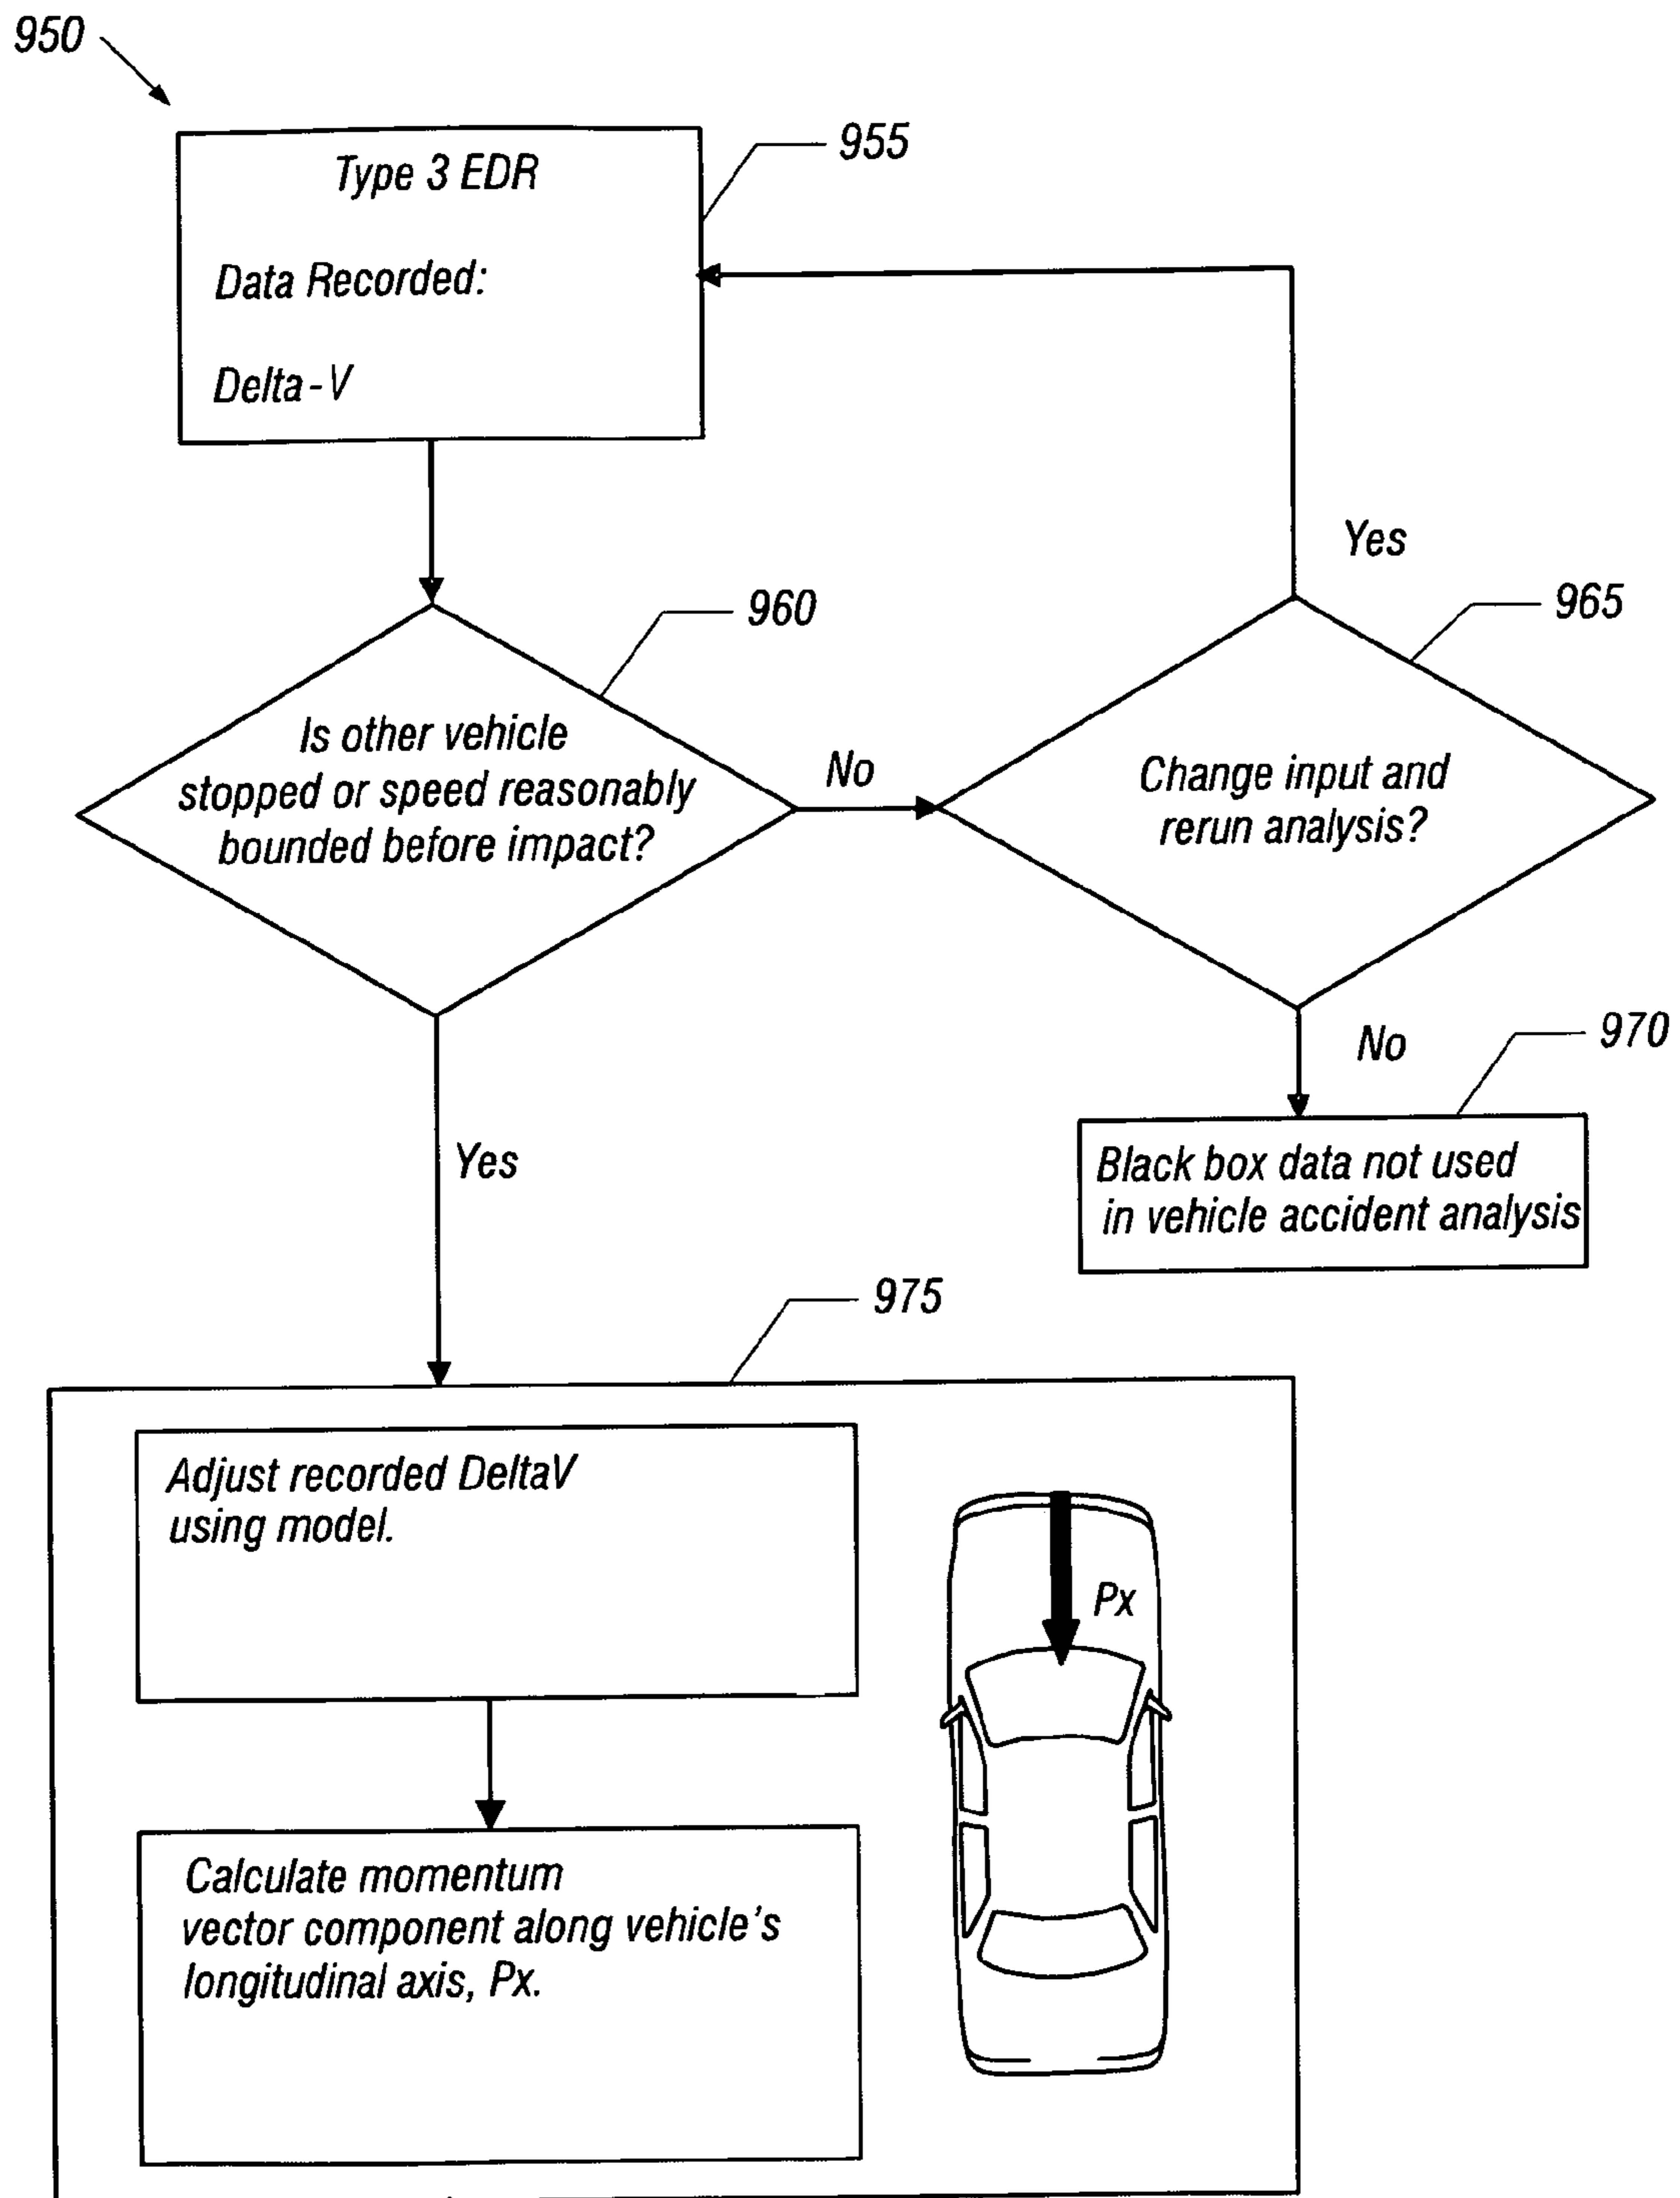 950
955
Type 3 EDR
Data Recorded:
Delta-V
Yes
960
965
Is other vehicle
stopped or speed reasonably
bounded before impact?
No
Change input and
rerun analysis?
No
970
Black box data not used
in vehicle accident analysis
Yes
975
Adjust recorded DeltaV
using model.
Px
Calculate momentum
vector component along vehicle's
longitudinal axis, Px.